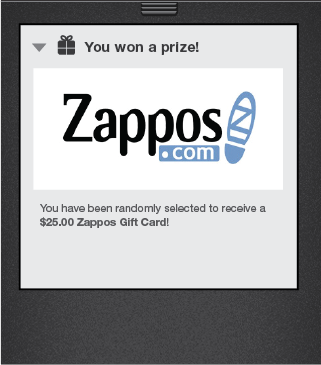 You won a prize!
Zappos
.com
You have been randomly selected to receive a
$25.00 Zappos Gift Card!